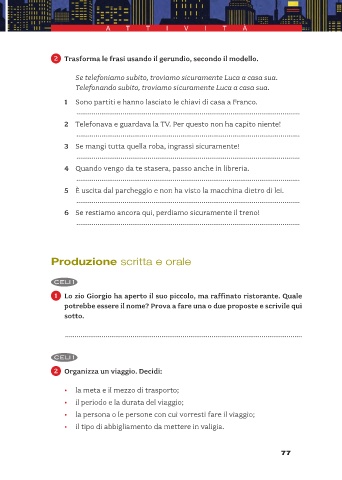 ATTIVITÀ
2 Trasforma le frasi usando il gerundio, secondo il modello.
Se telefoniamo subito, troviamo sicuramente Luca a casa sua.
Telefonando subito, troviamo sicuramente Luca a casa sua.
1 Sono partiti e hanno lasciato le chiavi di casa a Franco.
2 Telefonava e guardava la TV. Per questo non ha capito niente!
3 Se mangi tutta quella roba, ingrassi sicuramente!
4 Quando vengo da te stasera, passo anche in libreria.
5 È uscita dal parcheggio e non ha visto la macchina dietro di lei.
6 Se restiamo ancora qui, perdiamo sicuramente il treno!
Produzione scritta e orale
CELI 1
1 Lo zio Giorgio ha aperto il suo piccolo, ma raffinato ristorante. Quale
potrebbe essere il nome? Prova a fare una o due proposte e scrivile qui
sotto.
CELI 1
2 Organizza un viaggio. Decidi:
• la meta e il mezzo di trasporto;
• il periodo e la durata del viaggio;
• la persona o le persone con cui vorresti fare il viaggio;
• il tipo di abbigliamento da mettere in valigia.
77